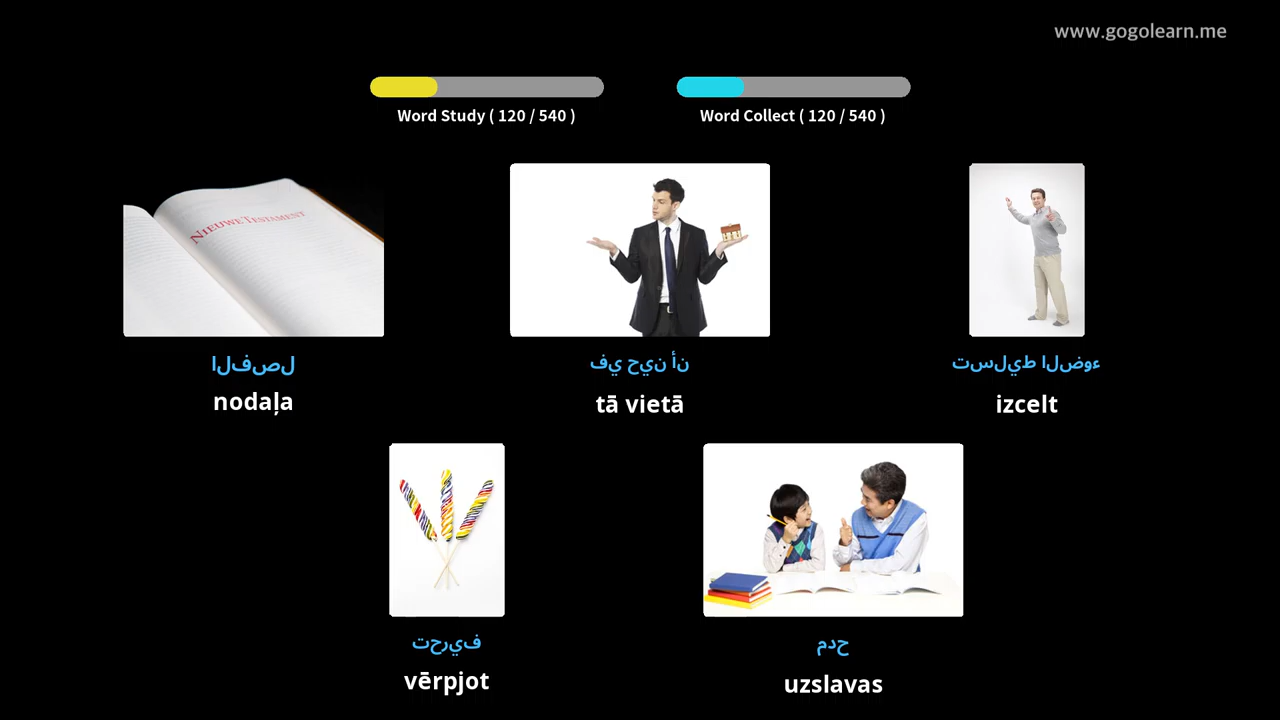 www.gogolearn.me
Word Study ( 120 / 540 )
Word Collect ( 120 / 540 )
الفصل
nodaļa
في حين أن
tā vietā
تسليط الضوء
izcelt
تحريف
vērpjot
مدح
uzslavas
NIEUWE TESTAMENT